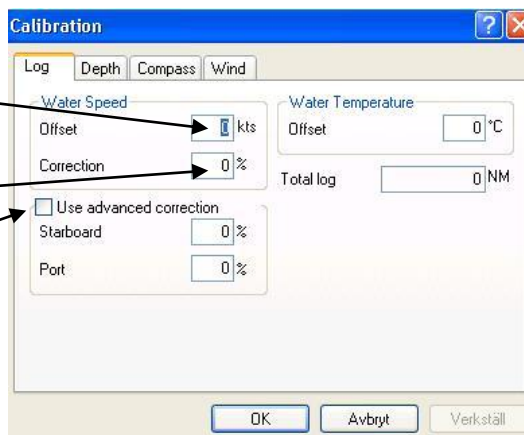 Calibration
Log Depth Compass Wind
Water Speed
Offset 0 kts
Correction 0 %
Use advanced correction
Starboard 0 %
Port 0 %
Water Temperature
Offset 0 °C
Total log 0 NM
OK Avbryt Verkställ